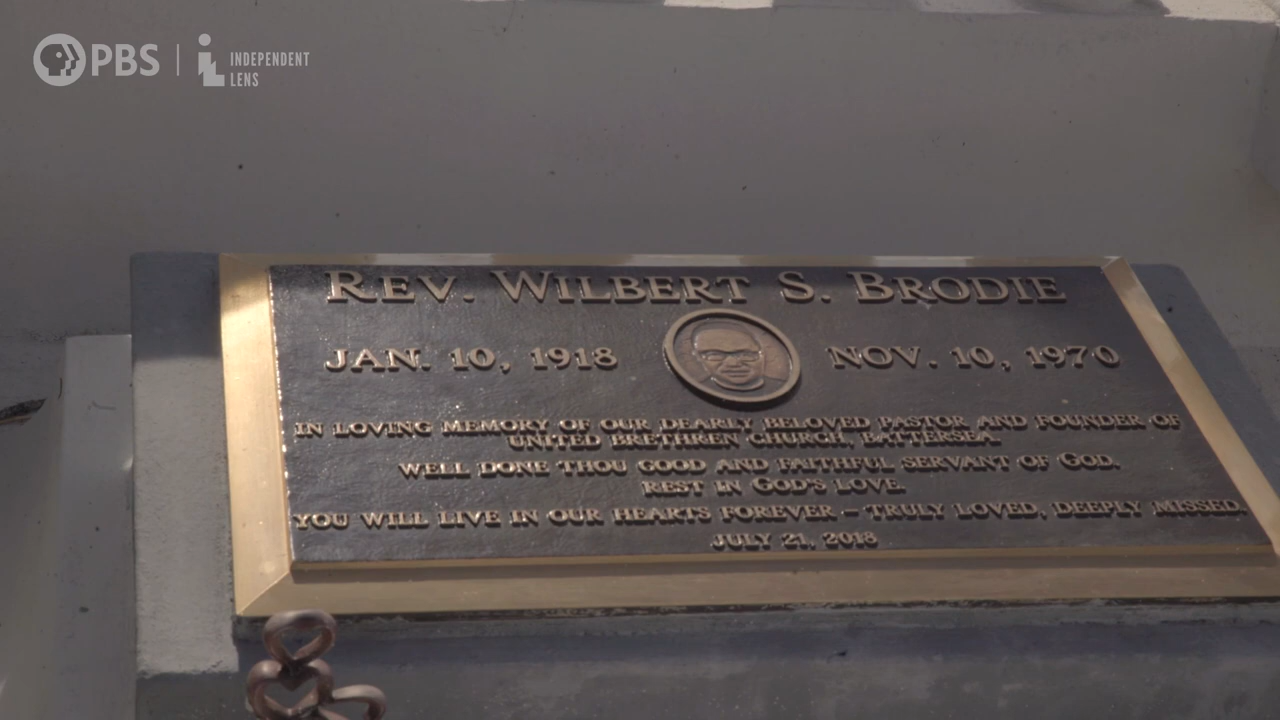 PBS
INDEPENDENT
LENS
REV. WILBERT S. BRODIE
JAN. 10, 1918
NOV. 10, 1970
IN LOVING MEMORY OF OUR DEARLY BELOVED PASTOR AND FOUNDER OF
UNITED BRETHREN CHURCH, BATTERSEA.
WELL DONE THOU GOOD AND FAITHFUL SERVANT OF GOD.
REST IN GOD'S LOVE.
YOU WILL LIVE IN OUR HEARTS FOREVER – TRULY LOVED, DEEPLY MISSED.
JULY 21, 2018